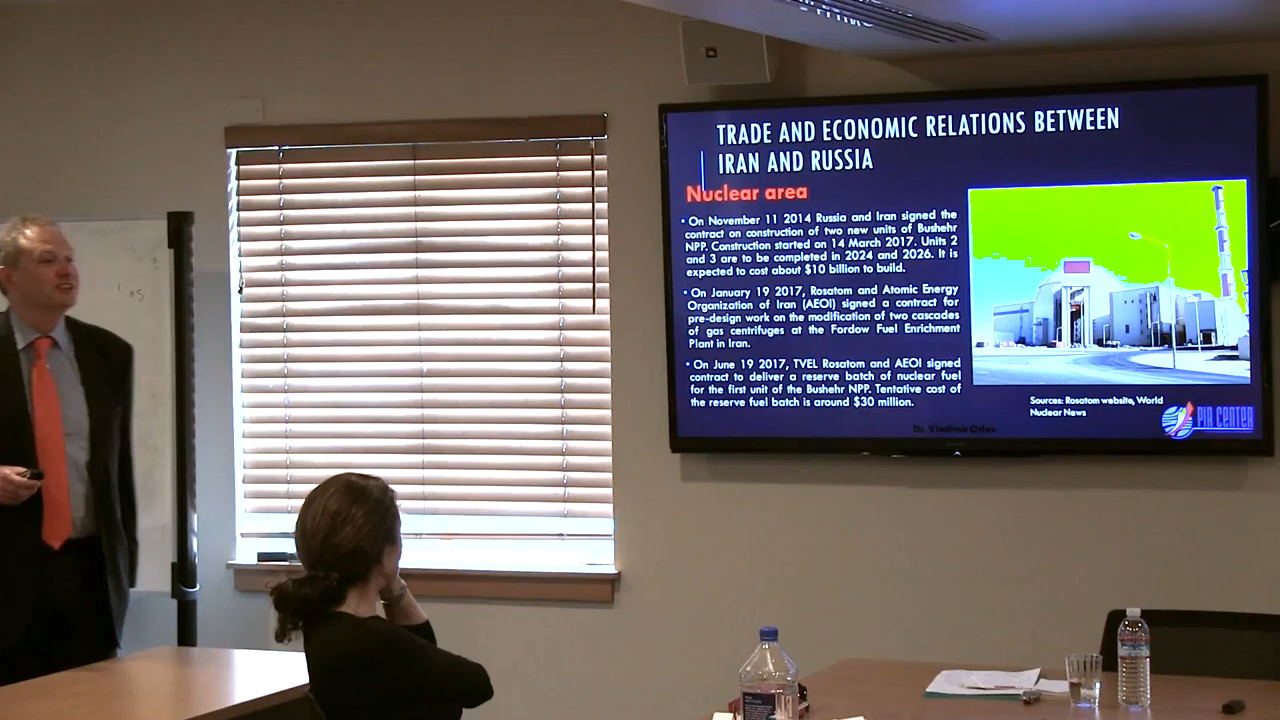 TRADE AND ECONOMIC RELATIONS BETWEEN
IRAN AND RUSSIA
Nuclear area
• On November 11 2014 Russia and Iran signed the
contract on construction of two new units of Bushehr
NPP. Construction started on 14 March 2017. Units 2
and 3 are to be completed in 2024 and 2026. It is
expected to cost about $10 billion to build.
• On January 19 2017, Rosatom and Atomic Energy
Organization of Iran (AEOI) signed a contract for
pre-design work on the modification of two cascades
of gas centrifuges at the Fordow Fuel Enrichment
Plant in Iran.
• On June 19 2017, TVEL Rosatom and AEOI signed
contract to deliver a reserve batch of nuclear fuel
for the first unit of the Bushehr NPP. Tentative cost of
the reserve fuel batch is around $30 million.
Sources: Rosatom website, World
Nuclear News
PIR CENTER
Dr. Vladimir Orlov